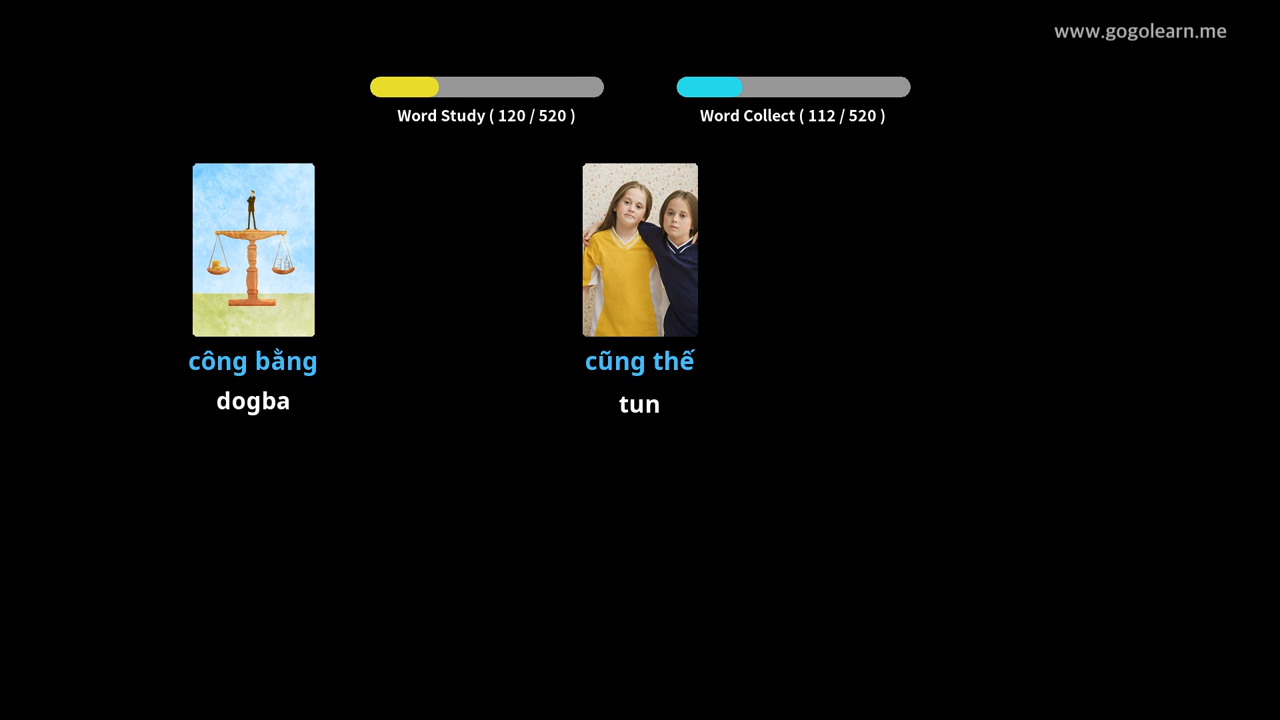 www.gogolearn.me
Word Study ( 120 / 520 )
Word Collect ( 112 / 520 )
công bằng
dogba
cũng thế
tun